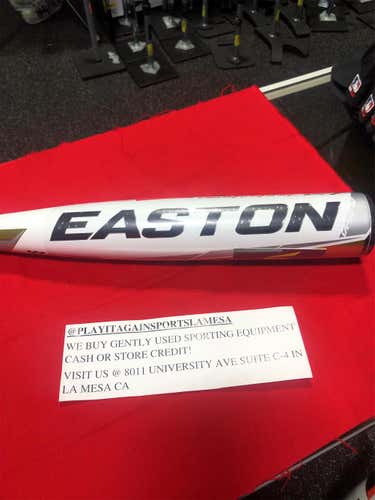 EASTON
@PLAYITAGAINSPORTSLAMESA
WE BUY GENTLY USED SPORTING EQUIPMENT
CASH OR STORE CREDIT!
VISIT US @ 8011 UNIVERSITY AVE SUITE C-4 IN
LA MESA CA